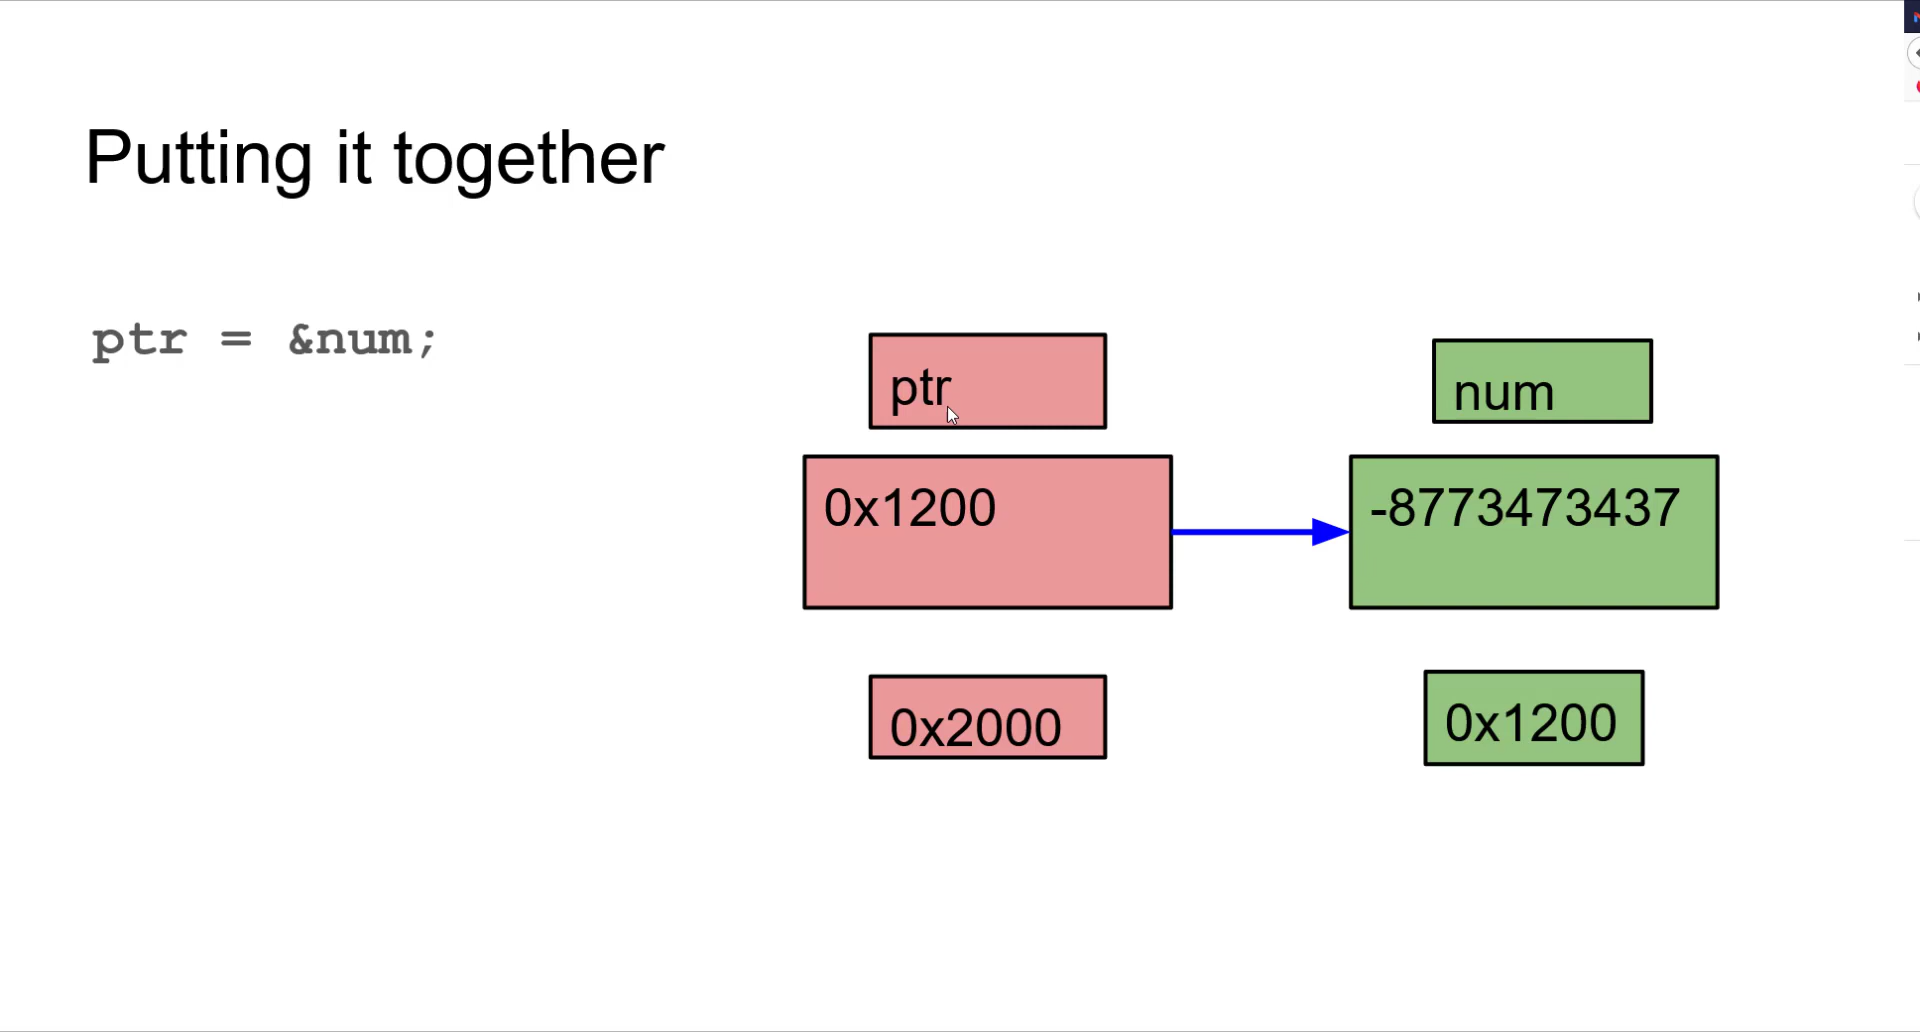 Putting it together
ptr = &num;
ptr
num
0x1200
-8773473437
0x2000
0x1200